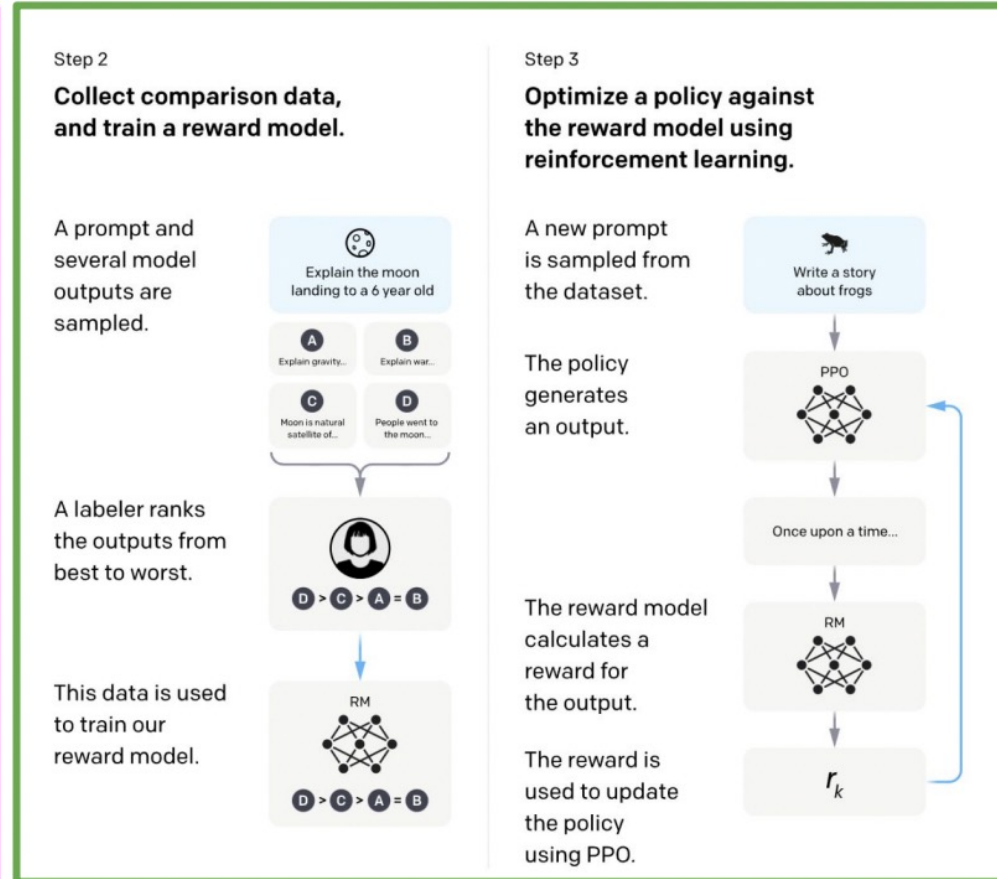 Step 2
Collect comparison data,
and train a reward model.
A prompt and
several model
outputs are
sampled.
Explain the moon
landing to a 6 year old
A
Explain gravity...
B
Explain war...
C
Moon is natural
satellite of...
D
People went to
the moon...
A labeler ranks
the outputs from
best to worst.
D > C > A = B
This data is used
to train our
reward model.
RM
D > C > A = B
Step 3
Optimize a policy against
the reward model using
reinforcement learning.
A new prompt
is sampled from
the dataset.
Write a story
about frogs
The policy
generates
an output.
PPO
Once upon a time...
The reward model
calculates a
reward for
the output.
RM
The reward is
used to update
the policy
using PPO.
rₖ